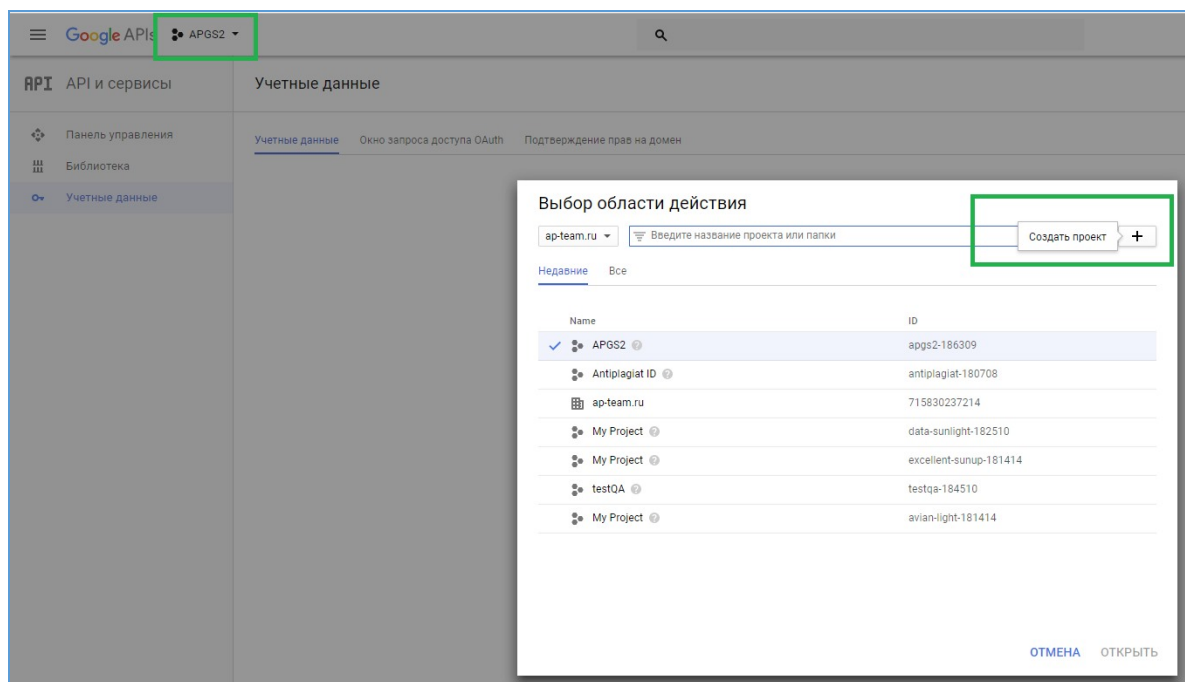 Google APIs APGS2
API API и сервисы
Учетные данные
Панель управления
Библиотека
Учетные данные
Учетные данные Окно запроса доступа OAuth Подтверждение прав на домен
Выбор области действия
ap-team.ru Введите название проекта или папки Создать проект +
Недавние Все
Name ID
APGS2 apgs2-186309
Antiplagiat ID antiplagiat-180708
ap-team.ru 715830237214
My Project data-sunlight-182510
My Project excellent-sunup-181414
testQA testqa-184510
My Project avian-light-181414
ОТМЕНА ОТКРЫТЬ